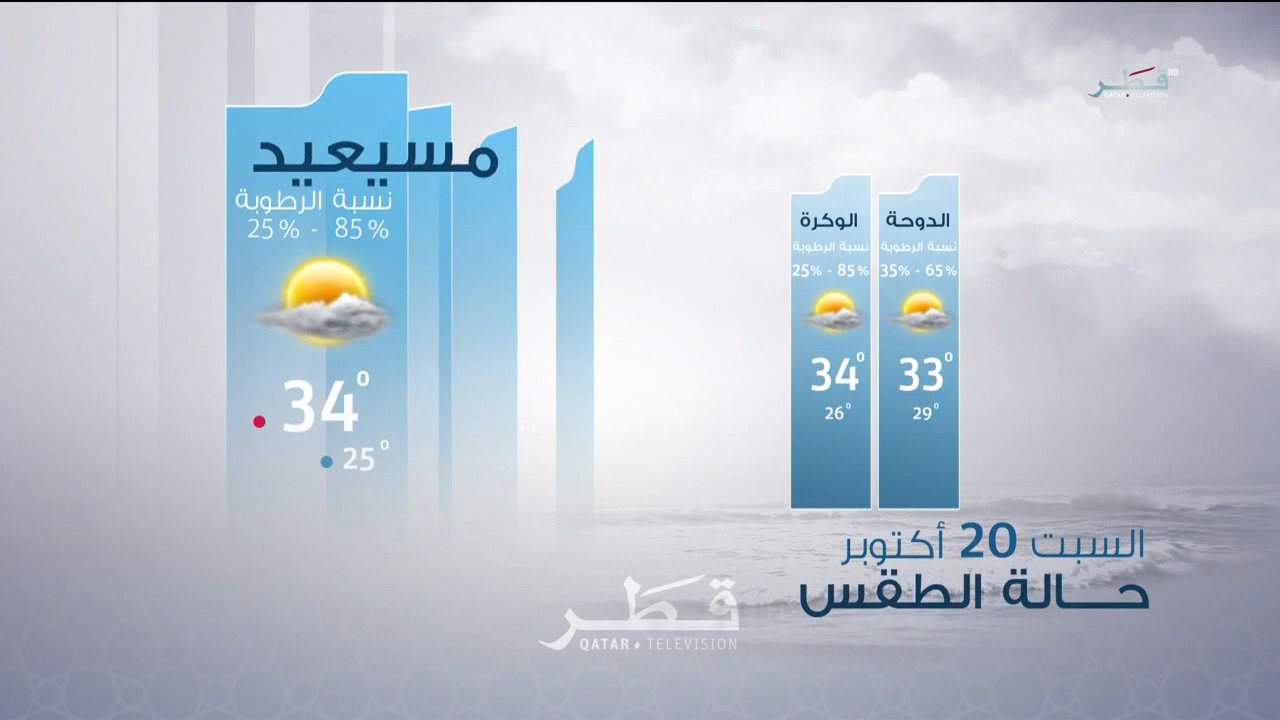 قطر HD
QATAR TELEVISION
مسيعيد
نسبة الرطوبة
25% - 85%
34°
25°
الدوحة
نسبة الرطوبة
35% - 65%
33°
29°
الوكرة
نسبة الرطوبة
25% - 85%
34°
26°
السبت 20 أكتوبر
حالة الطقس
قطر
QATAR TELEVISION